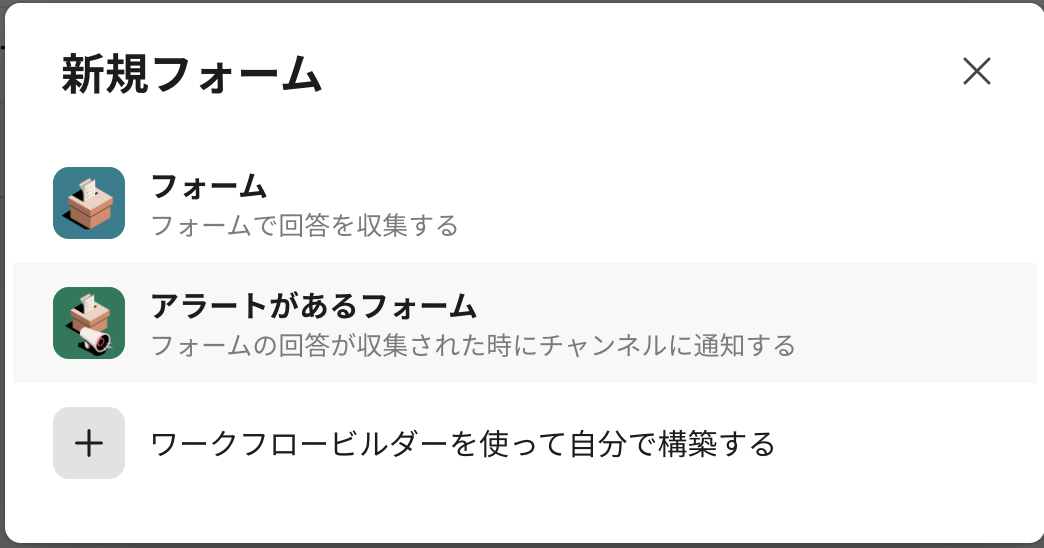 新規フォーム
フォーム
フォームで回答を収集する
アラートがあるフォーム
フォームの回答が収集された時にチャンネルに通知する
ワークフロービルダーを使って自分で構築する